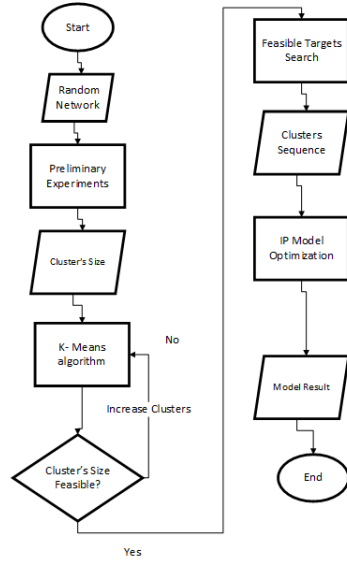 Start
Random
Network
Preliminary
Experiments
Cluster's Size
K- Means
algorithm
No
Increase Clusters
Cluster's Size
Feasible?
Yes
Feasible Targets
Search
Clusters
Sequence
IP Model
Optimization
Model Result
End